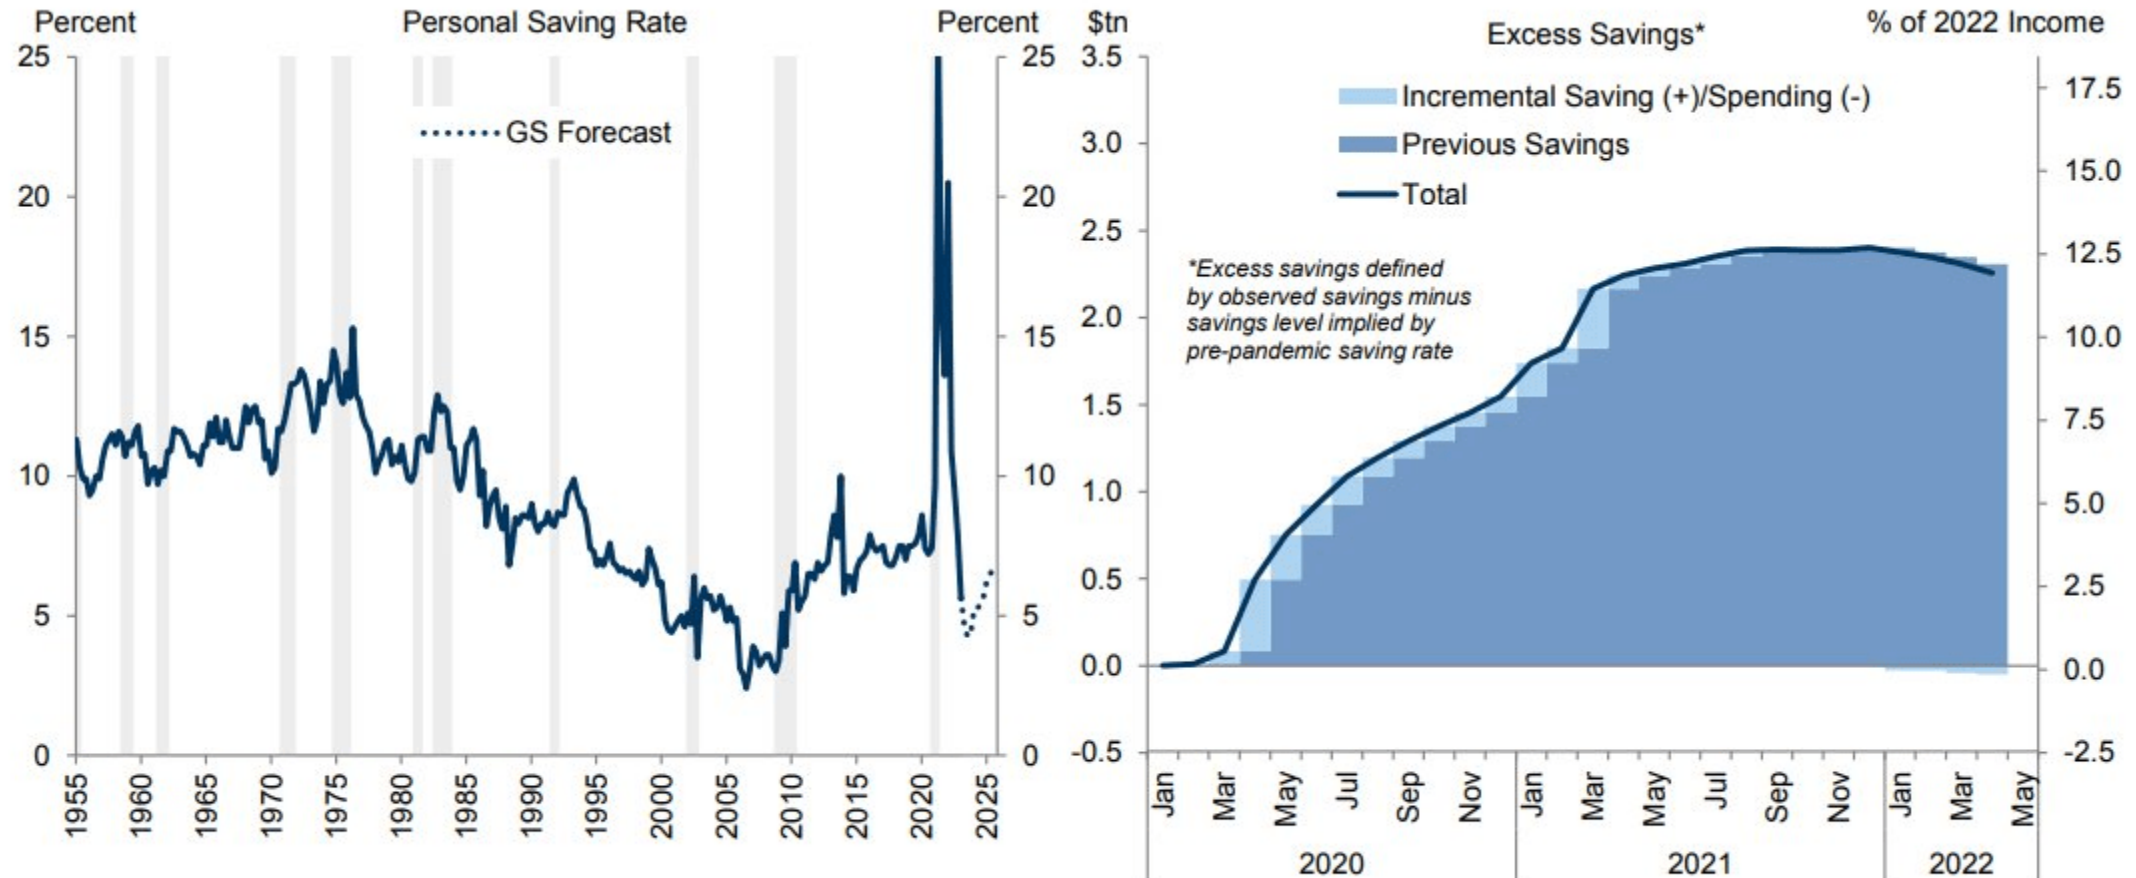 Percent
Personal Saving Rate
Percent
25
20
15
10
5
0
GS Forecast
25
20
15
10
5
0
1955
1960
1965
1970
1975
1980
1985
1990
1995
2000
2005
2010
2015
2020
2025
$tn
Excess Savings*
% of 2022 Income
3.5
3.0
2.5
2.0
1.5
1.0
0.5
0.0
-0.5
Incremental Saving (+)/Spending (-)
Previous Savings
Total
*Excess savings defined
by observed savings minus
savings level implied by
pre-pandemic saving rate
17.5
15.0
12.5
10.0
7.5
5.0
2.5
0.0
-2.5
Jan
Mar
May
Jul
Sep
Nov
Jan
Mar
May
Jul
Sep
Nov
Jan
Mar
May
2020
2021
2022